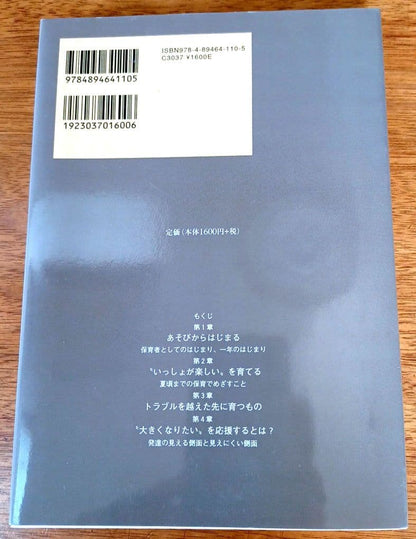 ISBN978-4-89464-110-5
C3037 ¥1600E
9784894641105
1923037016006
定価(本体1600円+税)
もくじ
第1章
あそびからはじまる
保育者としてのはじまり、一年のはじまり
第2章
〝いっしょが楽しい〟を育てる
夏頃までの保育でめざすこと
第3章
トラブルを越えた先に育つもの
第4章
〝大きくなりたい〟を応援するとは?
発達の見える側面と見えにくい側面